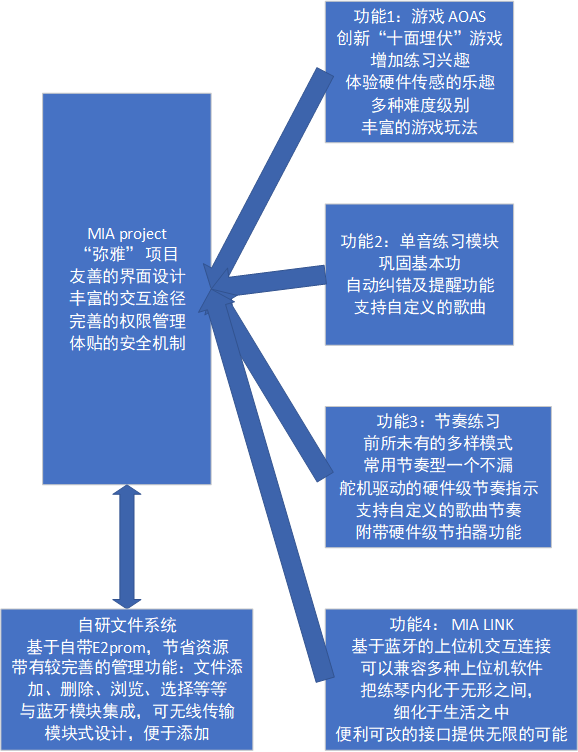 功能1：游戏 AOAS
创新“十面埋伏”游戏
增加练习兴趣
体验硬件传感的乐趣
多种难度级别
丰富的游戏玩法
MIA project
“弥雅” 项目
友善的界面设计
丰富的交互途径
完善的权限管理
体贴的安全机制
功能2：单音练习模块
巩固基本功
自动纠错及提醒功能
支持自定义的歌曲
功能3：节奏练习
前所未有的多样模式
常用节奏型一个不漏
舵机驱动的硬件级节奏指示
支持自定义的歌曲节奏
附带硬件级节拍器功能
自研文件系统
基于自带E2prom，节省资源
带有较完善的管理功能：文件添
加、删除、浏览、选择等等
与蓝牙模块集成，可无线传输
模块式设计，便于添加
功能4： MIA LINK
基于蓝牙的上位机交互连接
可以兼容多种上位机软件
把练琴内化于无形之间，
细化于生活之中
便利可改的接口提供无限的可能